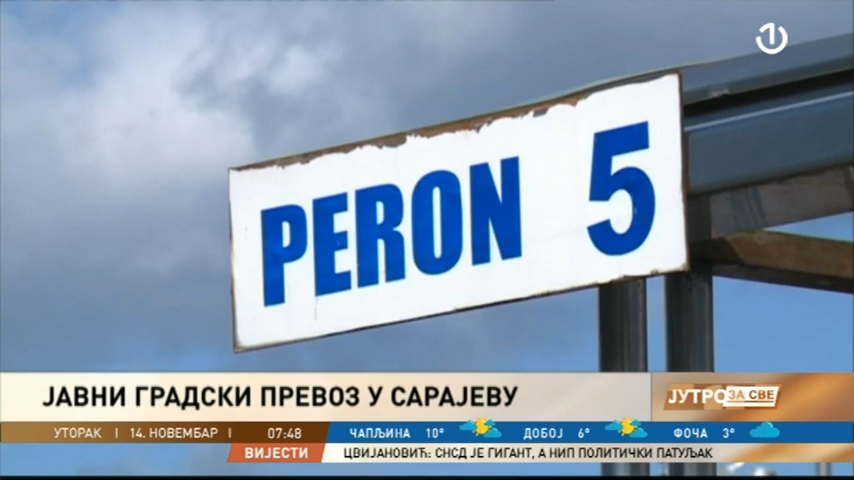 PERON 5
ЈАВНИ ГРАДСКИ ПРЕВОЗ У САРАЈЕВУ
ЈУТРО ЗА СВЕ
УТОРАК | 14. НОВЕМБАР | 07:48 ЧАПЉИНА 10° ДОБОЈ 6° ФОЧА 3°
ВИЈЕСТИ ЦВИЈАНОВИЋ: СНСД ЈЕ ГИГАНТ, А НИП ПОЛИТИЧКИ ПАТУЉАК